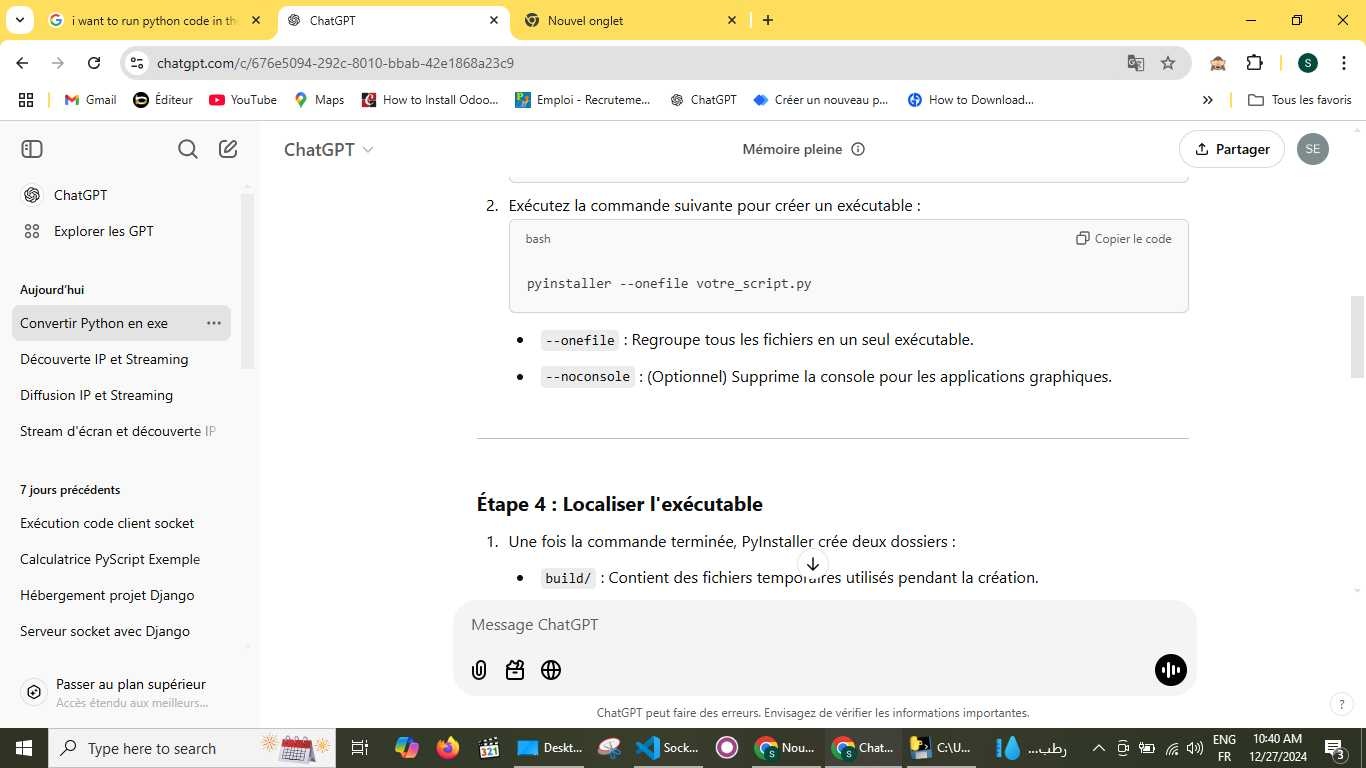 i want to run python code in th
ChatGPT
Nouvel onglet
chatgpt.com/c/676e5094-292c-8010-bbab-42e1868a23c9
S
Gmail
Éditeur
YouTube
Maps
How to Install Odoo...
Emploi - Recruteme...
ChatGPT
Créer un nouveau p...
How to Download...
Tous les favoris
ChatGPT
Mémoire pleine
Partager
SE
ChatGPT
Explorer les GPT
Aujourd'hui
Convertir Python en exe
Découverte IP et Streaming
Diffusion IP et Streaming
Stream d'écran et découverte IP
7 jours précédents
Exécution code client socket
Calculatrice PyScript Exemple
Hébergement projet Django
Serveur socket avec Django
Passer au plan supérieur
Accès étendu aux meilleurs...
2. Exécutez la commande suivante pour créer un exécutable :
bash
Copier le code
pyinstaller --onefile votre_script.py
--onefile : Regroupe tous les fichiers en un seul exécutable.
--noconsole : (Optionnel) Supprime la console pour les applications graphiques.
Étape 4 : Localiser l'exécutable
1. Une fois la commande terminée, PyInstaller crée deux dossiers :
build/ : Contient des fichiers temporaires utilisés pendant la création.
Message ChatGPT
ChatGPT peut faire des erreurs. Envisagez de vérifier les informations importantes.
?
Type here to search
321
Deskt...
Sock...
Nou...
Chat...
C:\U...
رطب...
ENG
FR
10:40 AM
12/27/2024
3